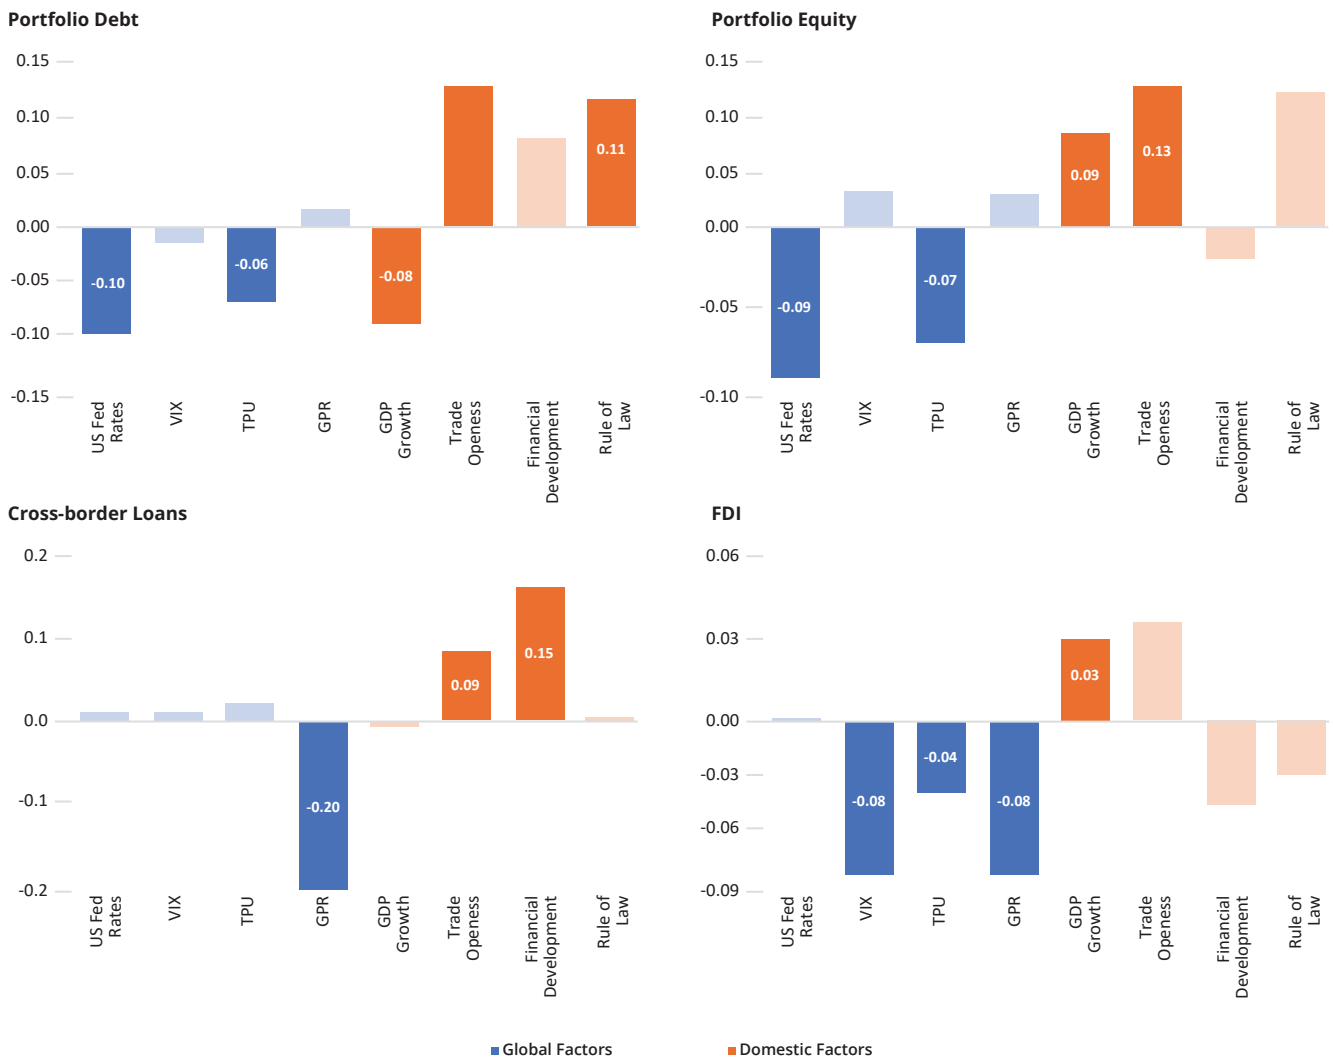 Portfolio Debt
0.15
0.10
0.05
0.00
-0.05
-0.10
-0.15
-0.10
-0.06
-0.08
0.11
US Fed
Rates
VIX
TPU
GPR
GDP
Growth
Trade
Openess
Financial
Development
Rule of
Law
Portfolio Equity
0.15
0.10
0.05
0.00
-0.05
-0.10
-0.09
-0.07
0.09
0.13
US Fed
Rates
VIX
TPU
GPR
GDP
Growth
Trade
Openess
Financial
Development
Rule of
Law
Cross-border Loans
0.2
0.1
0.0
-0.1
-0.2
-0.20
0.09
0.15
US Fed
Rates
VIX
TPU
GPR
GDP
Growth
Trade
Openess
Financial
Development
Rule of
Law
FDI
0.06
0.03
0.00
-0.03
-0.06
-0.09
-0.08
-0.04
-0.08
0.03
US Fed
Rates
VIX
TPU
GPR
GDP
Growth
Trade
Openess
Financial
Development
Rule of
Law
Global Factors
Domestic Factors